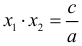 x₁ · x₂ = c/a